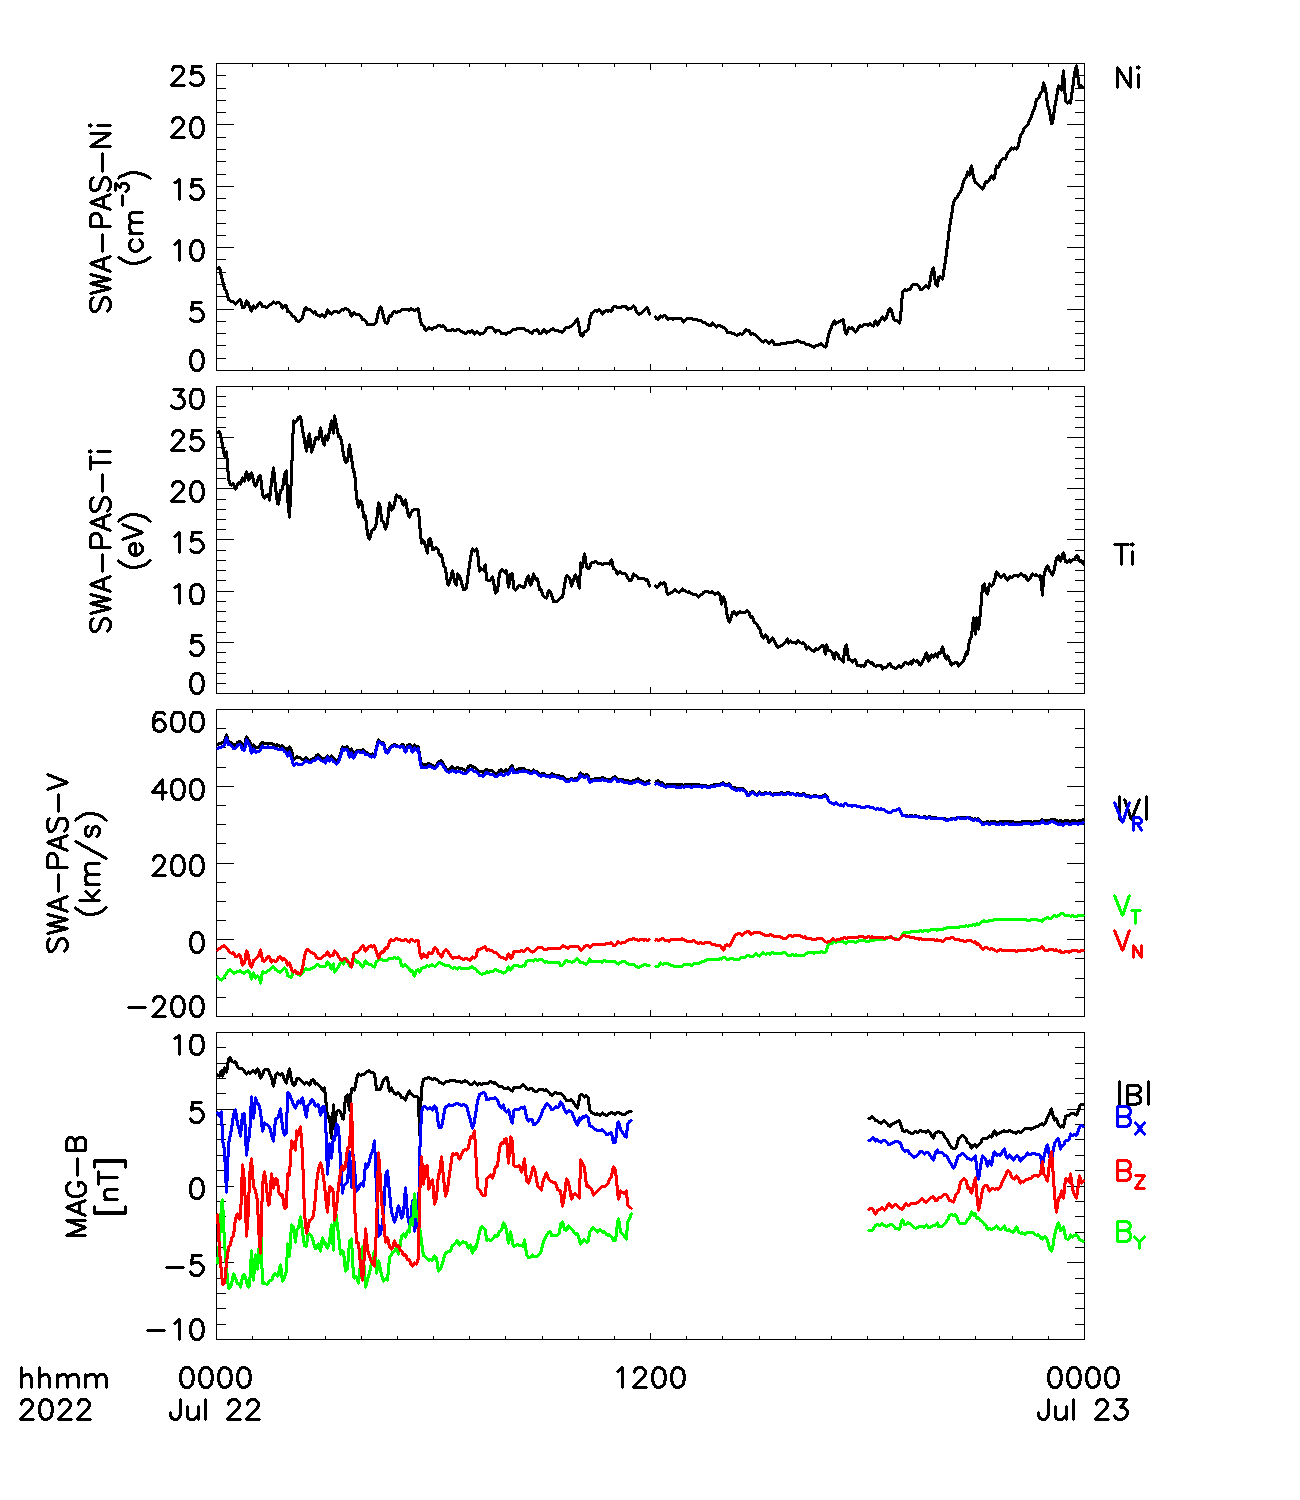 25
20
15
10
5
0
SWA-PAS-Ni
(cm-3)
Ni
30
25
20
15
10
5
0
SWA-PAS-Ti
(eV)
Ti
600
400
200
0
-200
SWA-PAS-V
(km/s)
|V|
VR
VT
VN
10
5
0
-5
-10
MAG-B
[nT]
|B|
BX
BZ
BY
hhmm 0000 1200 0000
2022 Jul 22 Jul 23